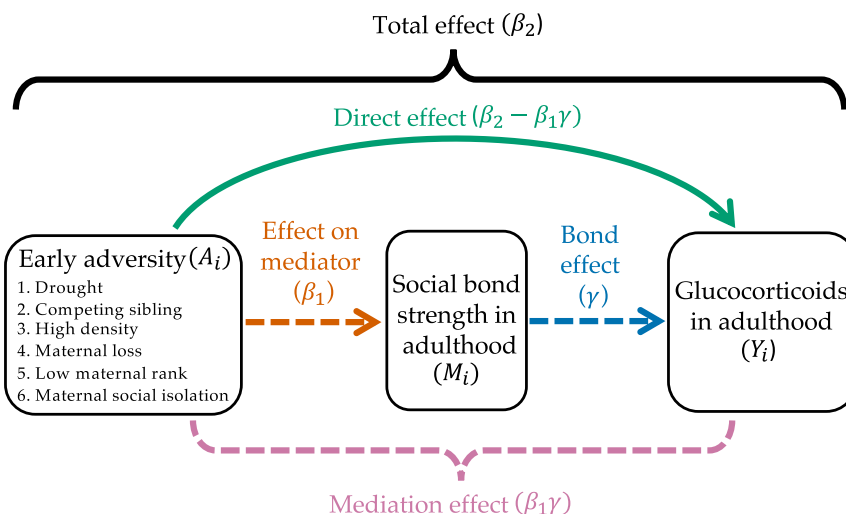 Total effect (β₂)
Direct effect (β₂ − β₁γ)
Early adversity (Aᵢ)
1. Drought
2. Competing sibling
3. High density
4. Maternal loss
5. Low maternal rank
6. Maternal social isolation
Effect on
mediator
(β₁)
Social bond
strength in
adulthood
(Mᵢ)
Bond
effect
(γ)
Glucocorticoids
in adulthood
(Yᵢ)
Mediation effect (β₁γ)